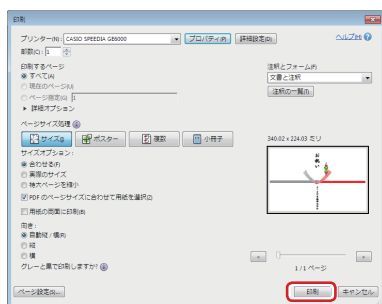 印刷
プリンター(N): CASIO SPEEDIA GE6000 プロパティ(P) 詳細設定(D) ヘルプ(H)
部数(C): 1
印刷するページ
すべて(A)
現在のページ(U)
ページ指定(G) 1
詳細オプション
注釈とフォーム(F)
文書と注釈
注釈の一覧(T)
ページサイズ処理
サイズ(I) ポスター 複数 小冊子
サイズオプション:
合わせる(F)
実際のサイズ
特大ページを縮小
PDF のページサイズに合わせて用紙を選択(Z)
用紙の両面に印刷(B)
向き:
自動縦 / 横(R)
縦
横
グレーと黒で印刷しますか?
340.02 x 224.03 ミリ
お祝い
< >
1 / 1 ページ
ページ設定(S)... 印刷 キャンセル